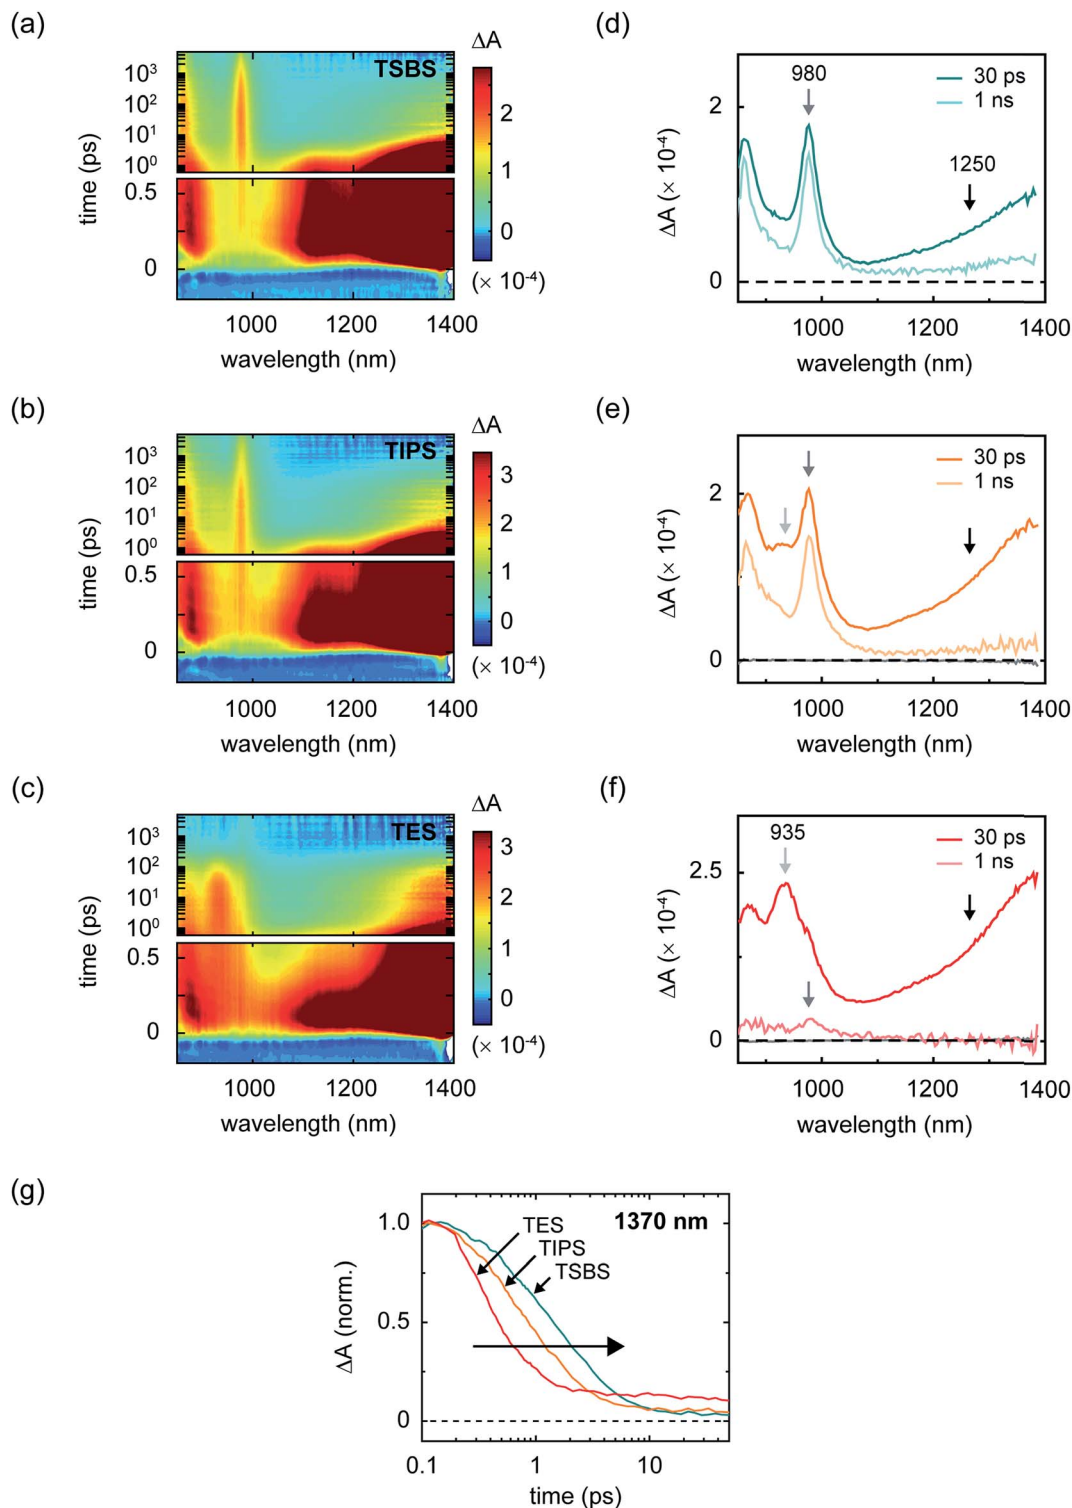 (a)
ΔA
TSBS
10³
10²
10¹
10⁰
0.5
0
2
1
0
(× 10⁻⁴)
time (ps)
1000 1200 1400
wavelength (nm)
(d)
980
30 ps
1 ns
1250
2
0
ΔA (× 10⁻⁴)
1000 1200 1400
wavelength (nm)
(b)
ΔA
TIPS
10³
10²
10¹
10⁰
0.5
0
3
2
1
0
(× 10⁻⁴)
time (ps)
1000 1200 1400
wavelength (nm)
(e)
30 ps
1 ns
2
0
ΔA (× 10⁻⁴)
1000 1200 1400
wavelength (nm)
(c)
ΔA
TES
10³
10²
10¹
10⁰
0.5
0
3
2
1
0
(× 10⁻⁴)
time (ps)
1000 1200 1400
wavelength (nm)
(f)
935
30 ps
1 ns
2.5
0
ΔA (× 10⁻⁴)
1000 1200 1400
wavelength (nm)
(g)
1370 nm
TES
TIPS
TSBS
1.0
0.5
0
ΔA (norm.)
0.1 1 10
time (ps)